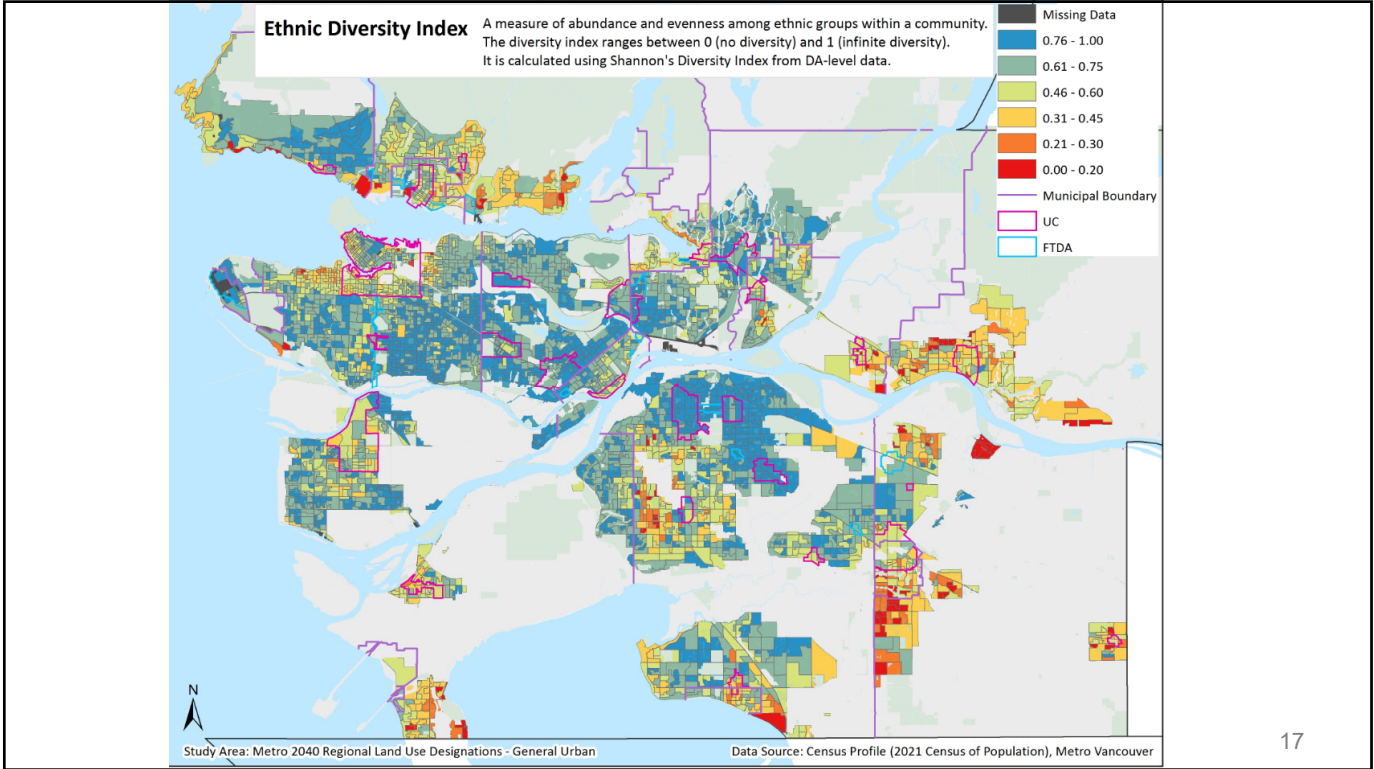 Ethnic Diversity Index
A measure of abundance and evenness among ethnic groups within a community.
The diversity index ranges between 0 (no diversity) and 1 (infinite diversity).
It is calculated using Shannon's Diversity Index from DA-level data.
Missing Data
0.76 - 1.00
0.61 - 0.75
0.46 - 0.60
0.31 - 0.45
0.21 - 0.30
0.00 - 0.20
Municipal Boundary
UC
FTDA
N
Study Area: Metro 2040 Regional Land Use Designations - General Urban
Data Source: Census Profile (2021 Census of Population), Metro Vancouver
17